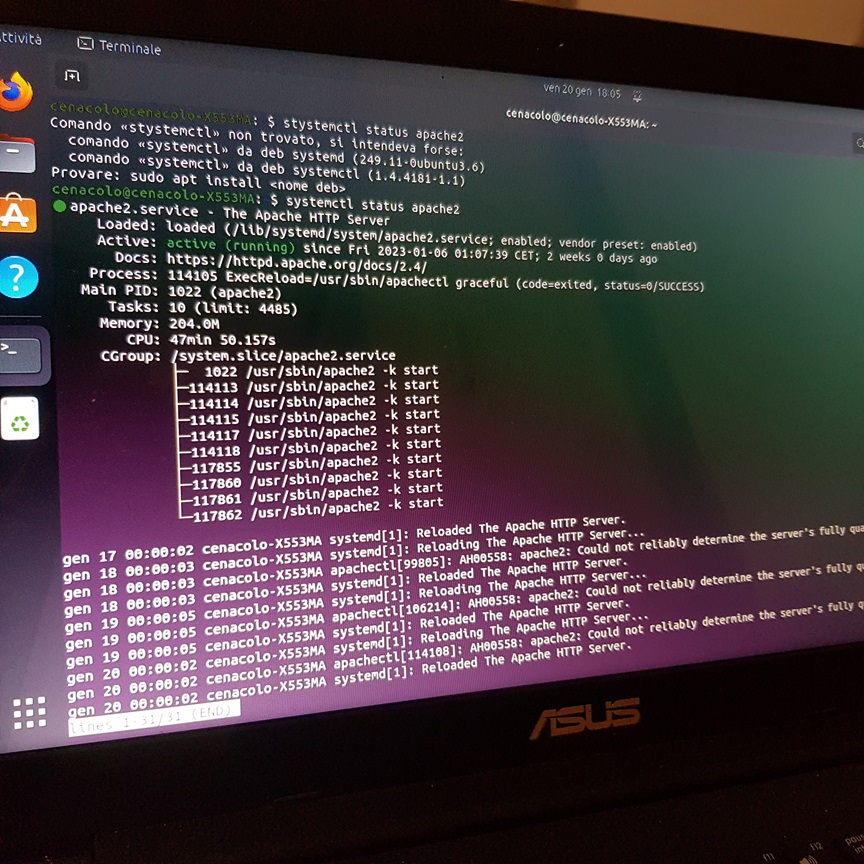 ttività
Terminale
ven 20 gen 18:05
cenacolo@cenacolo-X553MA: ~
cenacolo@cenacolo-X553MA: $ stystemctl status apache2
Comando «stystemctl» non trovato, si intendeva forse:
comando «systemctl» da deb systemd (249.11-0ubuntu3.6)
comando «systemctl» da deb systemctl (1.4.4181-1.1)
Provare: sudo apt install <nome deb>
cenacolo@cenacolo-X553MA: $ systemctl status apache2
apache2.service - The Apache HTTP Server
Loaded: loaded (/lib/systemd/system/apache2.service; enabled; vendor preset: enabled)
Active: active (running) since Fri 2023-01-06 01:07:39 CET; 2 weeks 0 days ago
Docs: https://httpd.apache.org/docs/2.4/
Process: 114105 ExecReload=/usr/sbin/apachectl graceful (code=exited, status=0/SUCCESS)
Main PID: 1022 (apache2)
Tasks: 10 (limit: 4485)
Memory: 204.0M
CPU: 47min 50.157s
CGroup: /system.slice/apache2.service
├─ 1022 /usr/sbin/apache2 -k start
├─114113 /usr/sbin/apache2 -k start
├─114114 /usr/sbin/apache2 -k start
├─114115 /usr/sbin/apache2 -k start
├─114117 /usr/sbin/apache2 -k start
├─114118 /usr/sbin/apache2 -k start
├─117855 /usr/sbin/apache2 -k start
├─117860 /usr/sbin/apache2 -k start
├─117861 /usr/sbin/apache2 -k start
└─117862 /usr/sbin/apache2 -k start
gen 17 00:00:02 cenacolo-X553MA systemd[1]: Reloaded The Apache HTTP Server.
gen 18 00:00:03 cenacolo-X553MA systemd[1]: Reloading The Apache HTTP Server...
gen 18 00:00:03 cenacolo-X553MA apachectl[99805]: AH00558: apache2: Could not reliably determine the server's fully qua
gen 18 00:00:03 cenacolo-X553MA systemd[1]: Reloaded The Apache HTTP Server.
gen 19 00:00:05 cenacolo-X553MA systemd[1]: Reloading The Apache HTTP Server...
gen 19 00:00:05 cenacolo-X553MA apachectl[106214]: AH00558: apache2: Could not reliably determine the server's fully qu
gen 19 00:00:05 cenacolo-X553MA systemd[1]: Reloaded The Apache HTTP Server.
gen 20 00:00:02 cenacolo-X553MA systemd[1]: Reloading The Apache HTTP Server...
gen 20 00:00:02 cenacolo-X553MA apachectl[114108]: AH00558: apache2: Could not reliably determine the server's fully q
gen 20 00:00:02 cenacolo-X553MA systemd[1]: Reloaded The Apache HTTP Server.
lines 1-31/31 (END)
ASUS
f11
f12